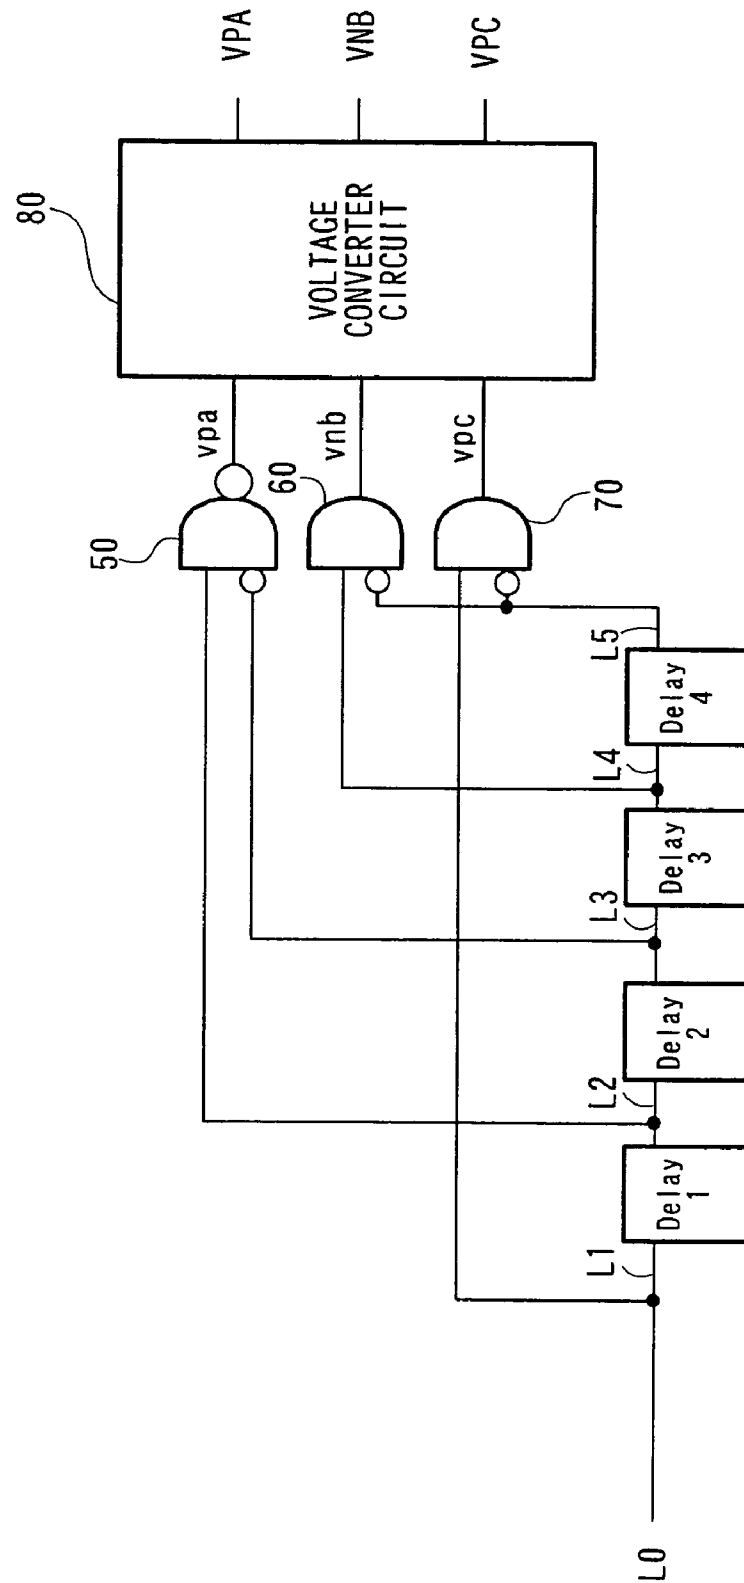 80
VOLTAGE
CONVERTER
CIRCUIT
VPA
VNB
VPC
50
vpa
60
vnb
70
vpc
L0
L1
Delay
1
L2
Delay
2
L3
Delay
3
L4
Delay
4
L5